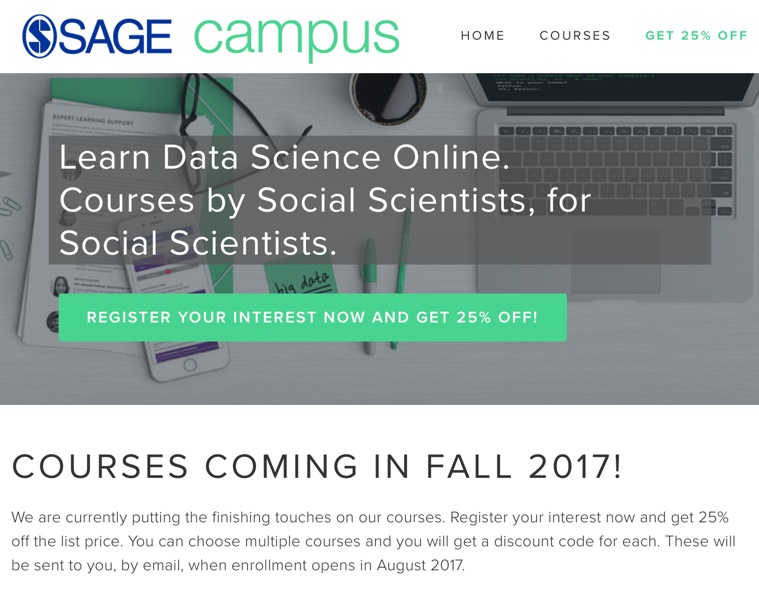 SAGE campus
HOME COURSES GET 25% OFF
EXPERT LEARNING SUPPORT
Learn Data Science Online.
Courses by Social Scientists, for
Social Scientists.
big data
REGISTER YOUR INTEREST NOW AND GET 25% OFF!
COURSES COMING IN FALL 2017!
We are currently putting the finishing touches on our courses. Register your interest now and get 25%
off the list price. You can choose multiple courses and you will get a discount code for each. These will
be sent to you, by email, when enrollment opens in August 2017.